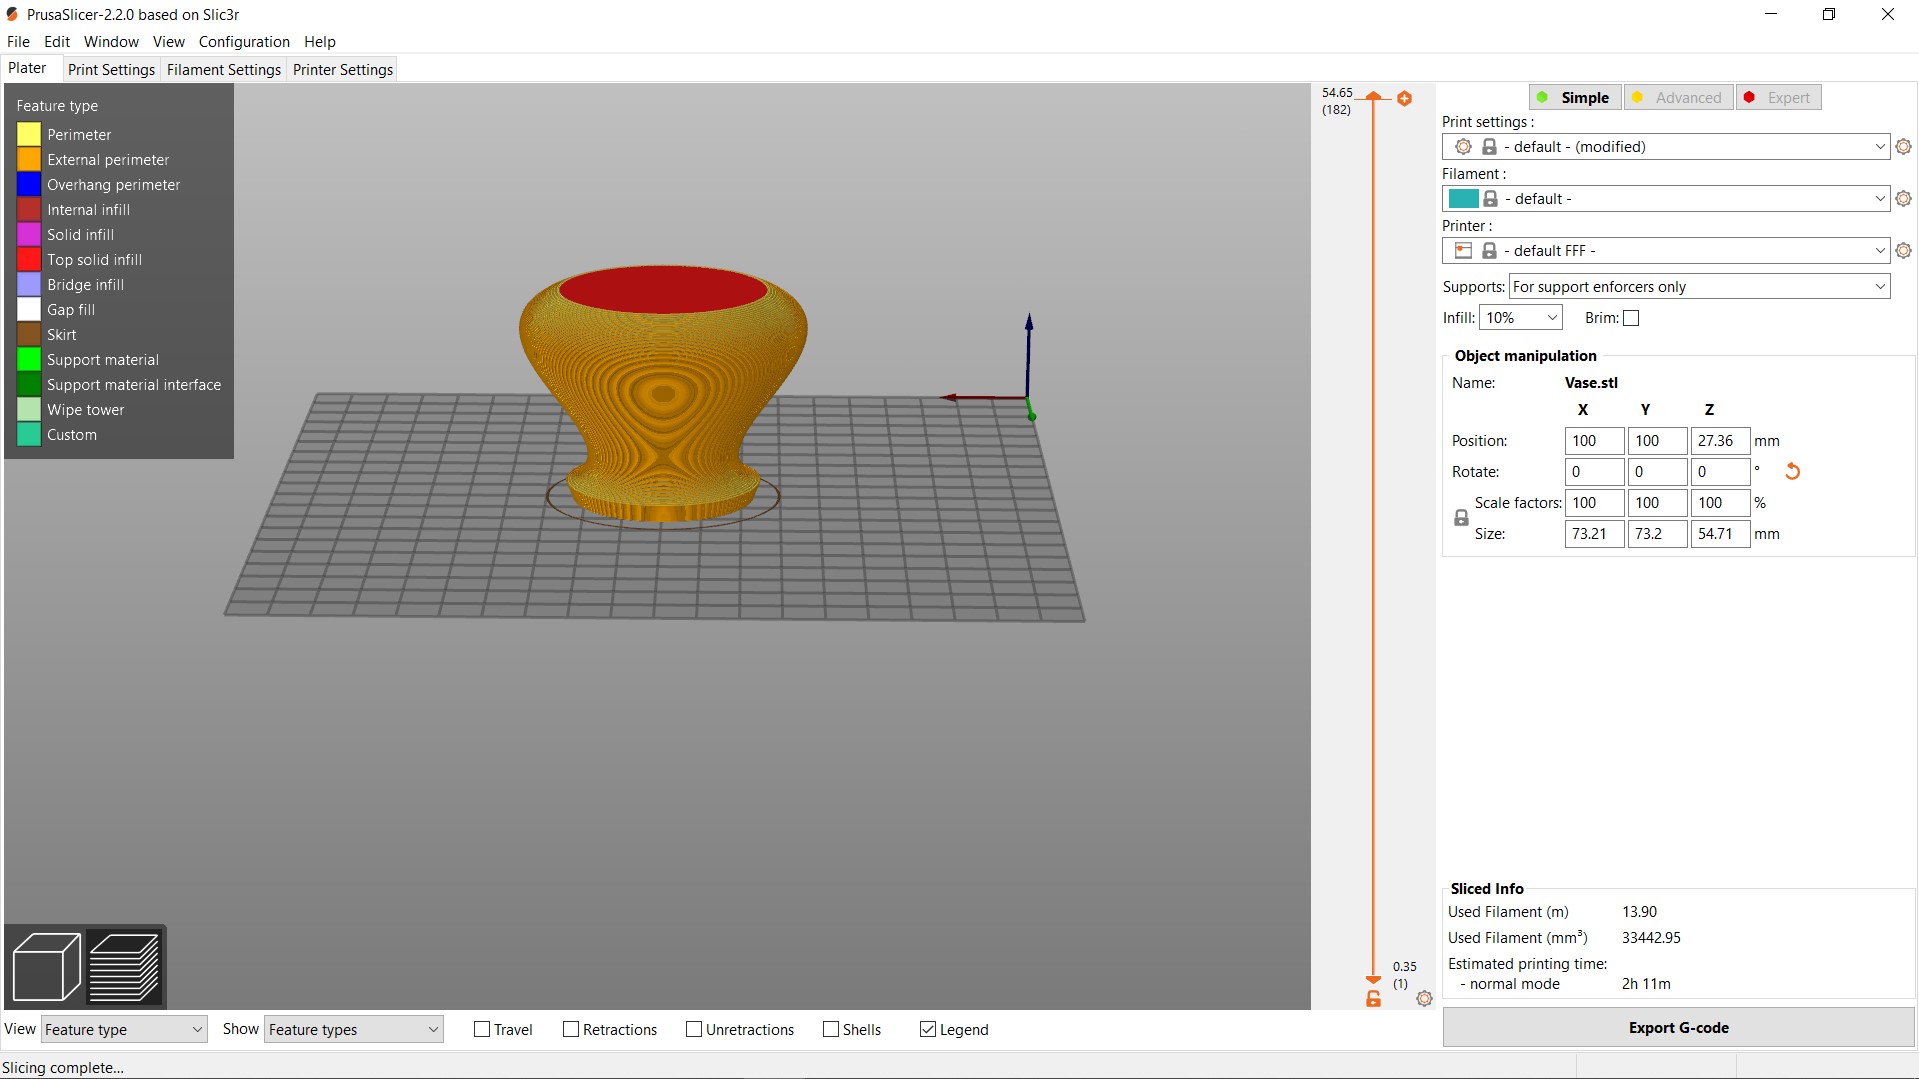 PrusaSlicer-2.2.0 based on Slic3r
File Edit Window View Configuration Help
Plater Print Settings Filament Settings Printer Settings
Feature type
Perimeter
External perimeter
Overhang perimeter
Internal infill
Solid infill
Top solid infill
Bridge infill
Gap fill
Skirt
Support material
Support material interface
Wipe tower
Custom
54.65
(182)
0.35
(1)
Simple Advanced Expert
Print settings :
- default - (modified)
Filament :
- default -
Printer :
- default FFF -
Supports: For support enforcers only
Infill: 10% Brim:
Object manipulation
Name: Vase.stl
X Y Z
Position: 100 100 27.36 mm
Rotate: 0 0 0 °
Scale factors: 100 100 100 %
Size: 73.21 73.2 54.71 mm
Sliced Info
Used Filament (m) 13.90
Used Filament (mm³) 33442.95
Estimated printing time:
- normal mode 2h 11m
Export G-code
View Feature type Show Feature types Travel Retractions Unretractions Shells Legend
Slicing complete...